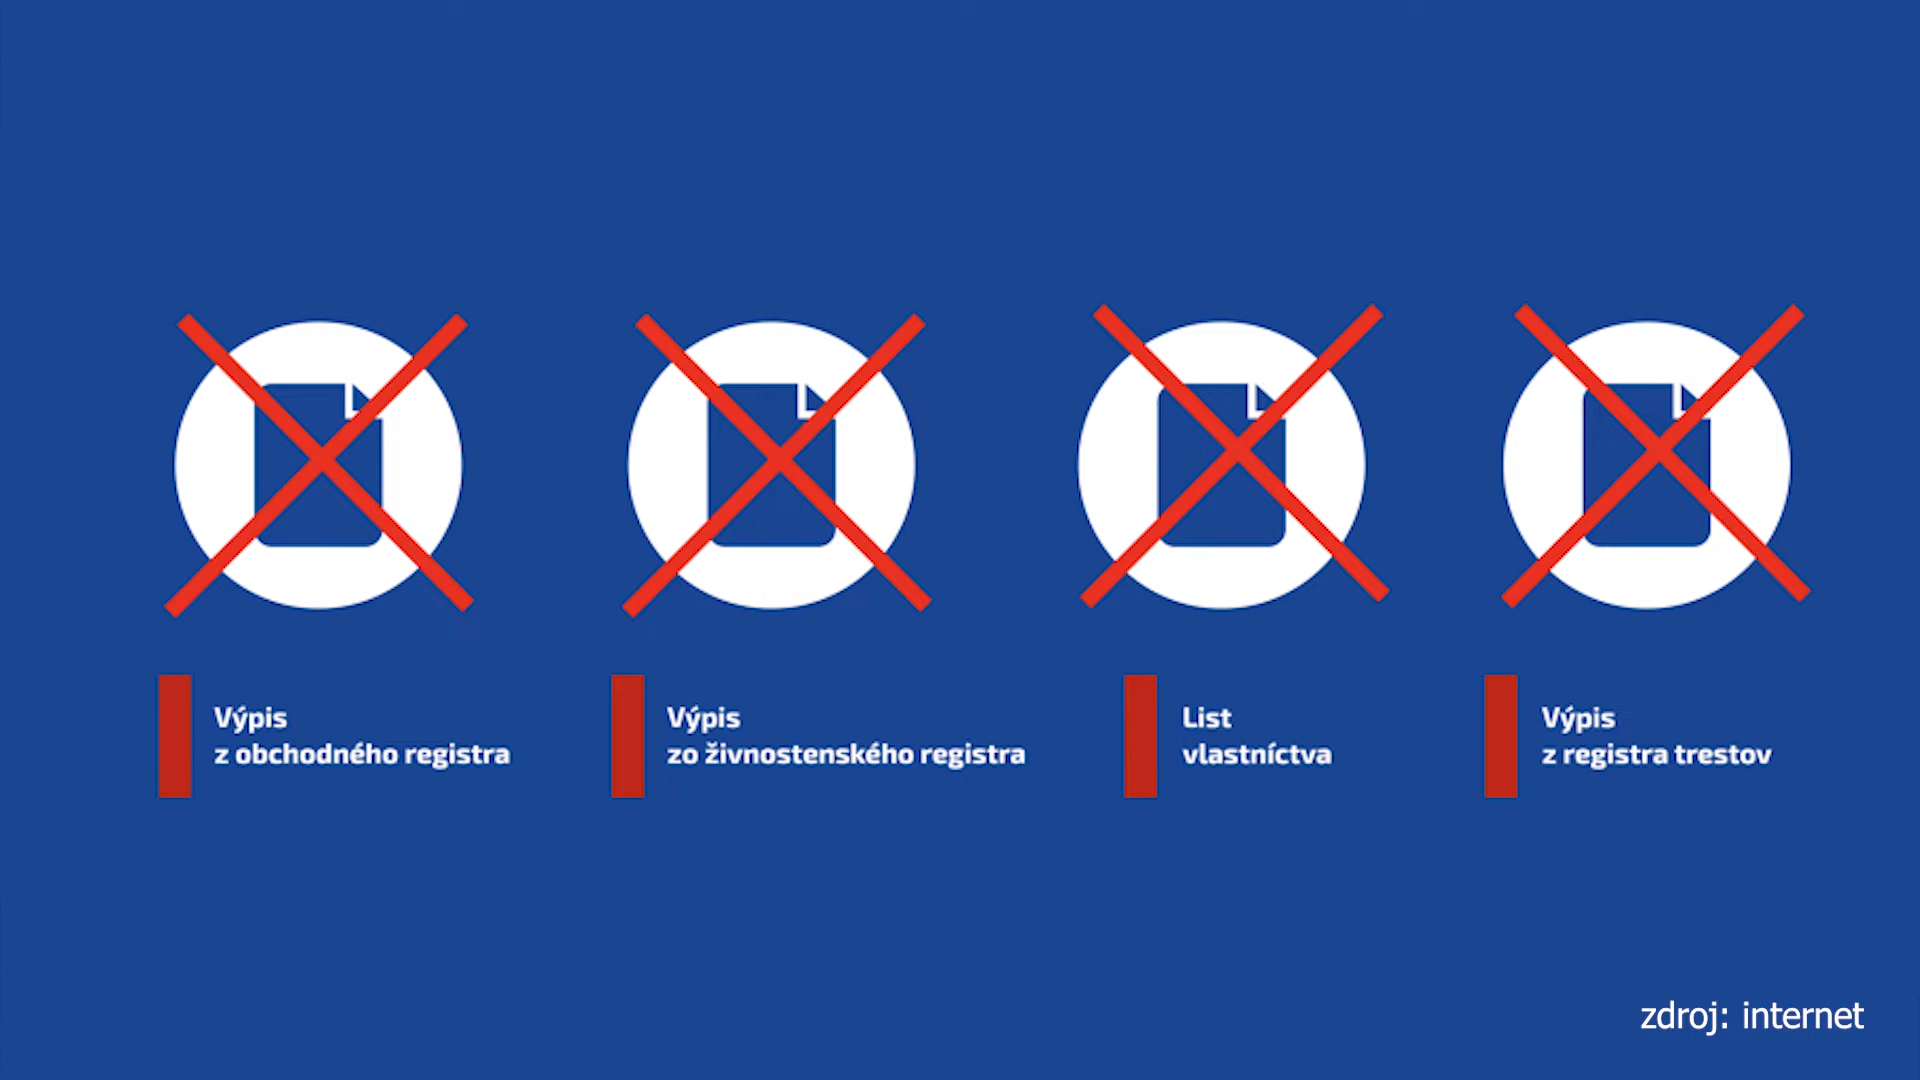 Výpis
z obchodného registra
Výpis
zo živnostenského registra
List
vlastníctva
Výpis
z registra trestov
zdroj: internet